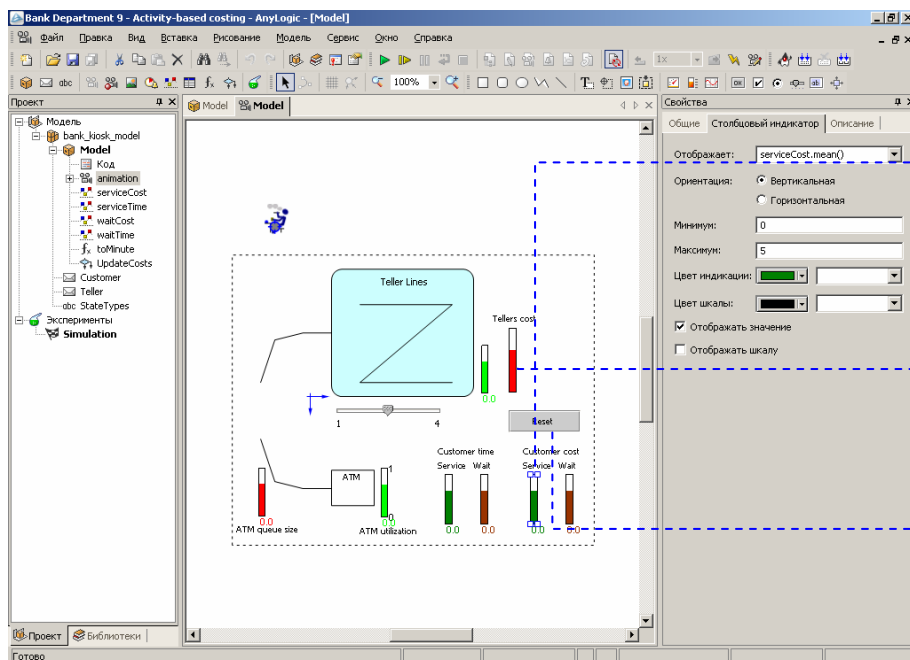 Bank Department 9 - Activity-based costing - AnyLogic - [Model]
Файл Правка Вид Вставка Рисование Модель Сервис Окно Справка
1x
abc 100% OK ab
Проект
Модель
bank_kiosk_model
Model
Код
animation
serviceCost
serviceTime
waitCost
waitTime
toMinute
UpdateCosts
Customer
Teller
abc StateTypes
Эксперименты
Simulation
Проект Библиотеки
Model Model
Teller Lines
Tellers cost
0.0
1 4
Reset
Customer time Customer cost
Service Wait Service Wait
ATM
1
0
0.0 0.0 0.0 0.0 0.0 0.0
ATM queue size ATM utilization
Свойства
Общие Столбцовый индикатор Описание
Отображает: serviceCost.mean()
Ориентация: Вертикальная
Горизонтальная
Минимум: 0
Максимум: 5
Цвет индикации:
Цвет шкалы:
Отображать значение
Отображать шкалу
Готово